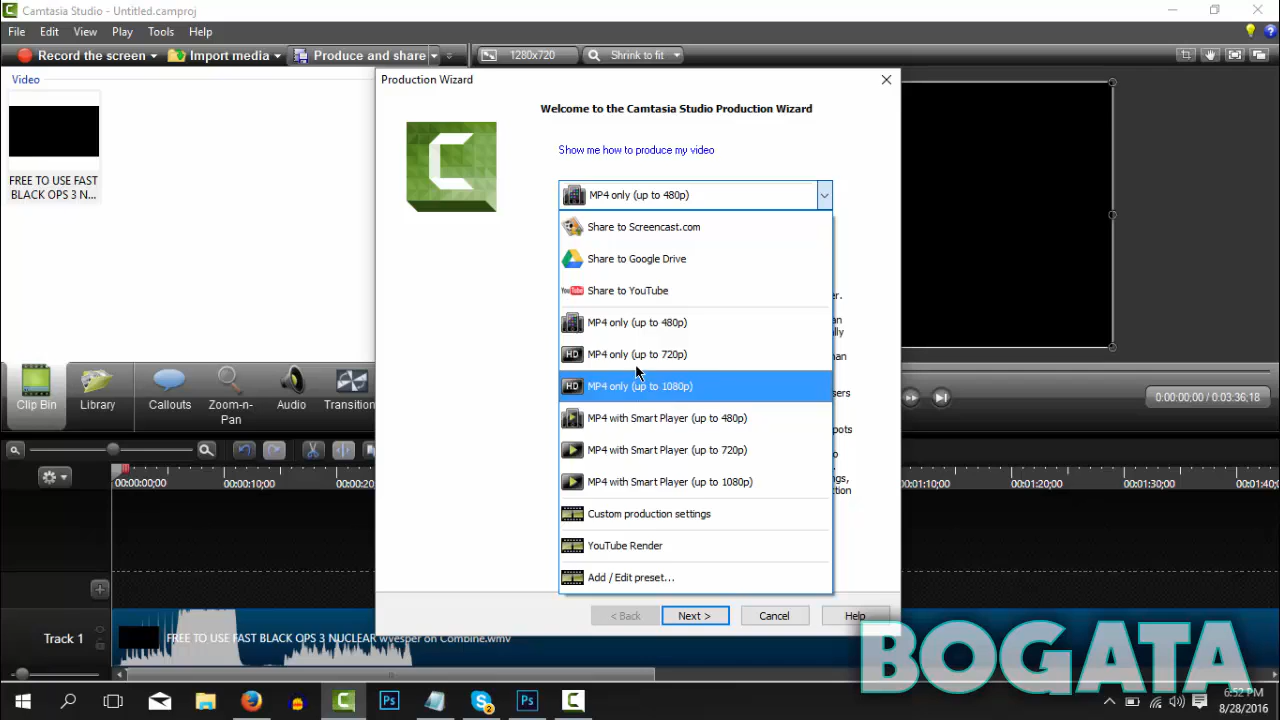 Camtasia Studio - Untitled.camproj
File Edit View Play Tools Help
Record the screen Import media Produce and share 1280x720 Shrink to fit
Video
FREE TO USE FAST
BLACK OPS 3 N...
Production Wizard
Welcome to the Camtasia Studio Production Wizard
Show me how to produce my video
MP4 only (up to 480p)
Share to Screencast.com
Share to Google Drive
Share to YouTube
MP4 only (up to 480p)
MP4 only (up to 720p)
MP4 only (up to 1080p)
MP4 with Smart Player (up to 480p)
MP4 with Smart Player (up to 720p)
MP4 with Smart Player (up to 1080p)
Custom production settings
YouTube Render
Add / Edit preset...
< Back Next > Cancel Help
Clip Bin Library Callouts Zoom-n-
Pan Audio Transition
0:00:00;00 / 0:03:36;18
00:00:00;00 00:00:10;00 00:00:20 0:01:10;00 00:01:20;00 00:01:30;00 00:01:40;
Track 1 FREE TO USE FAST BLACK OPS 3 NUCLEAR wVesper on Combine.wmv
BOGATA
6:52 PM
8/28/2016